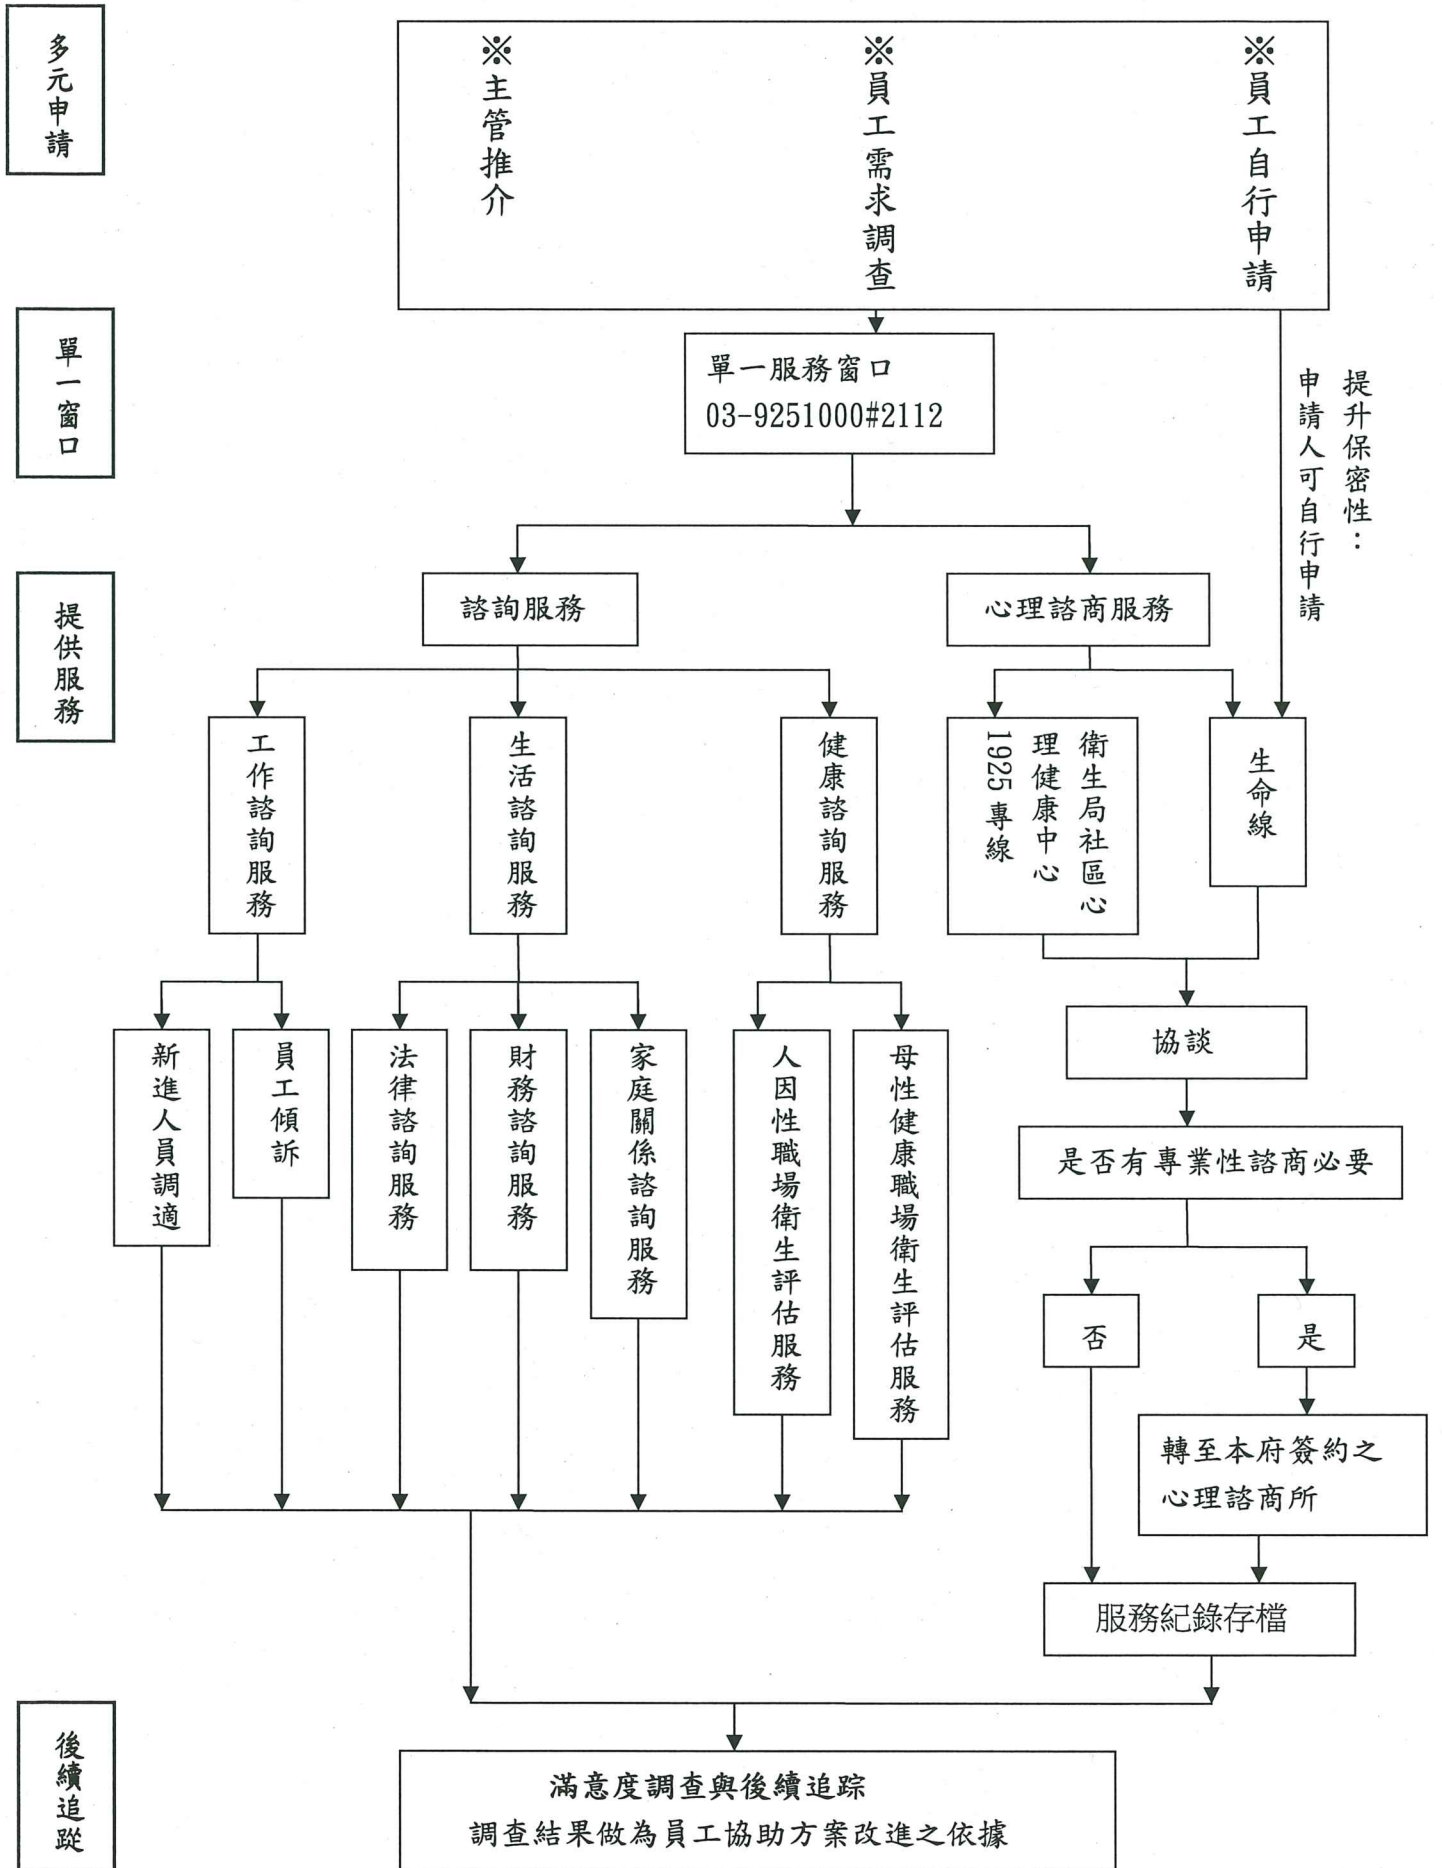 多元申請
※主管推介
※員工需求調查
※員工自行申請
單一窗口
單一服務窗口
03-9251000#2112
提升保密性：
申請人可自行申請
提供服務
諮詢服務
心理諮商服務
工作諮詢服務
生活諮詢服務
健康諮詢服務
衛生局社區心
理健康中心
1925專線
生命線
新進人員調適
員工傾訴
法律諮詢服務
財務諮詢服務
家庭關係諮詢服務
人因性職場衛生評估服務
母性健康職場衛生評估服務
協談
是否有專業性諮商必要
否
是
轉至本府簽約之
心理諮商所
服務紀錄存檔
後續追蹤
滿意度調查與後續追踪
調查結果做為員工協助方案改進之依據